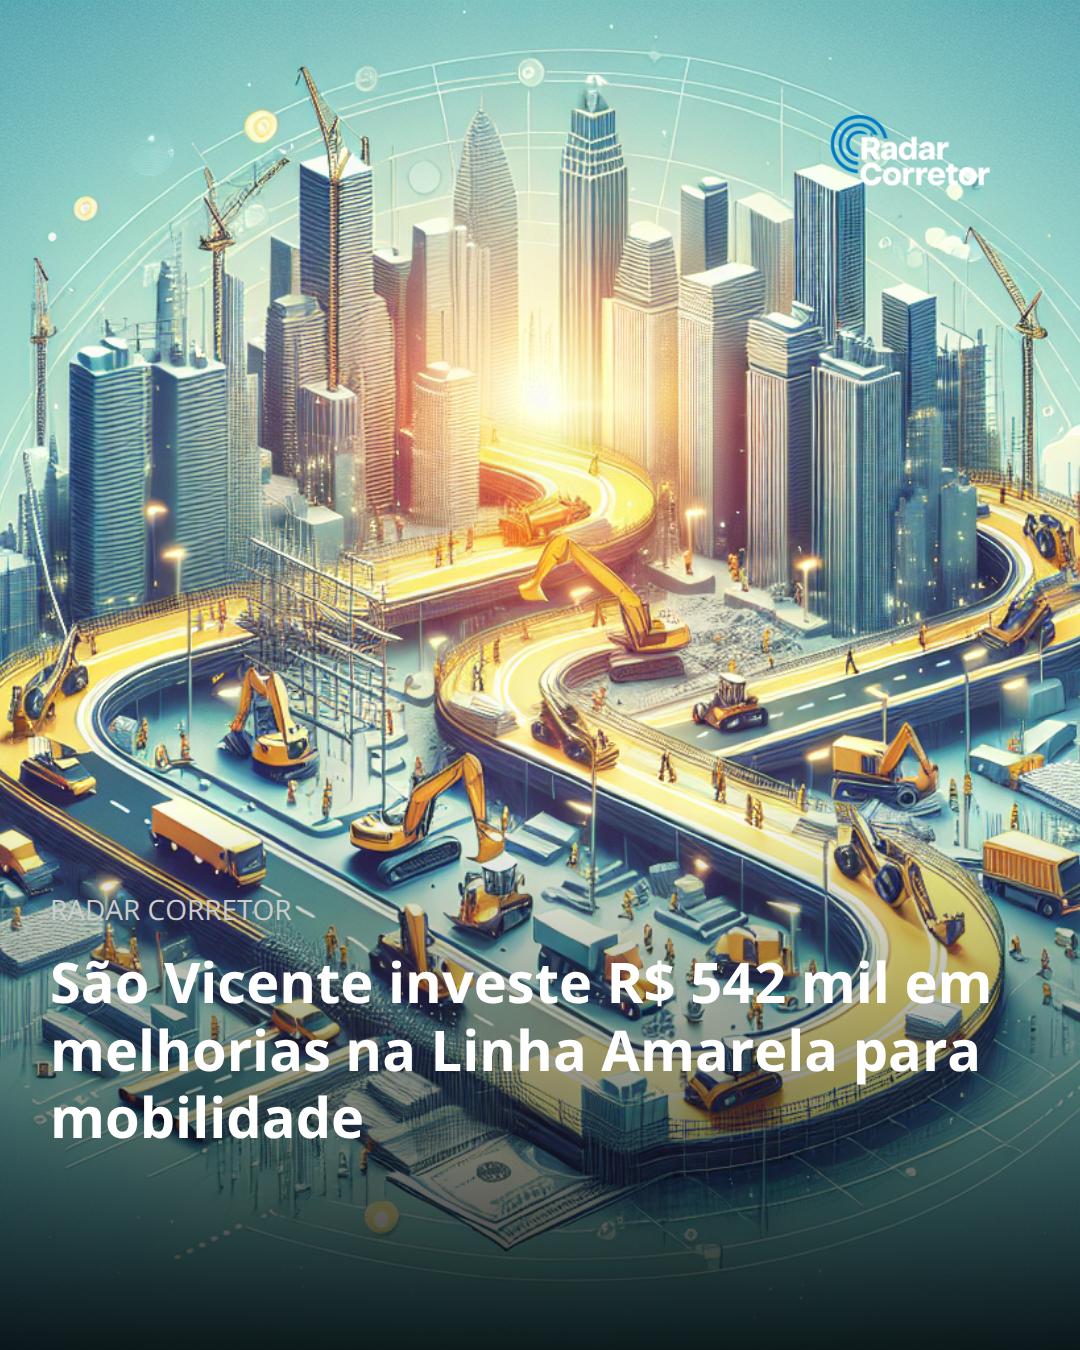 Radar
Corretor
RADAR CORRETOR
São Vicente investe R$ 542 mil em
melhorias na Linha Amarela para
mobilidade